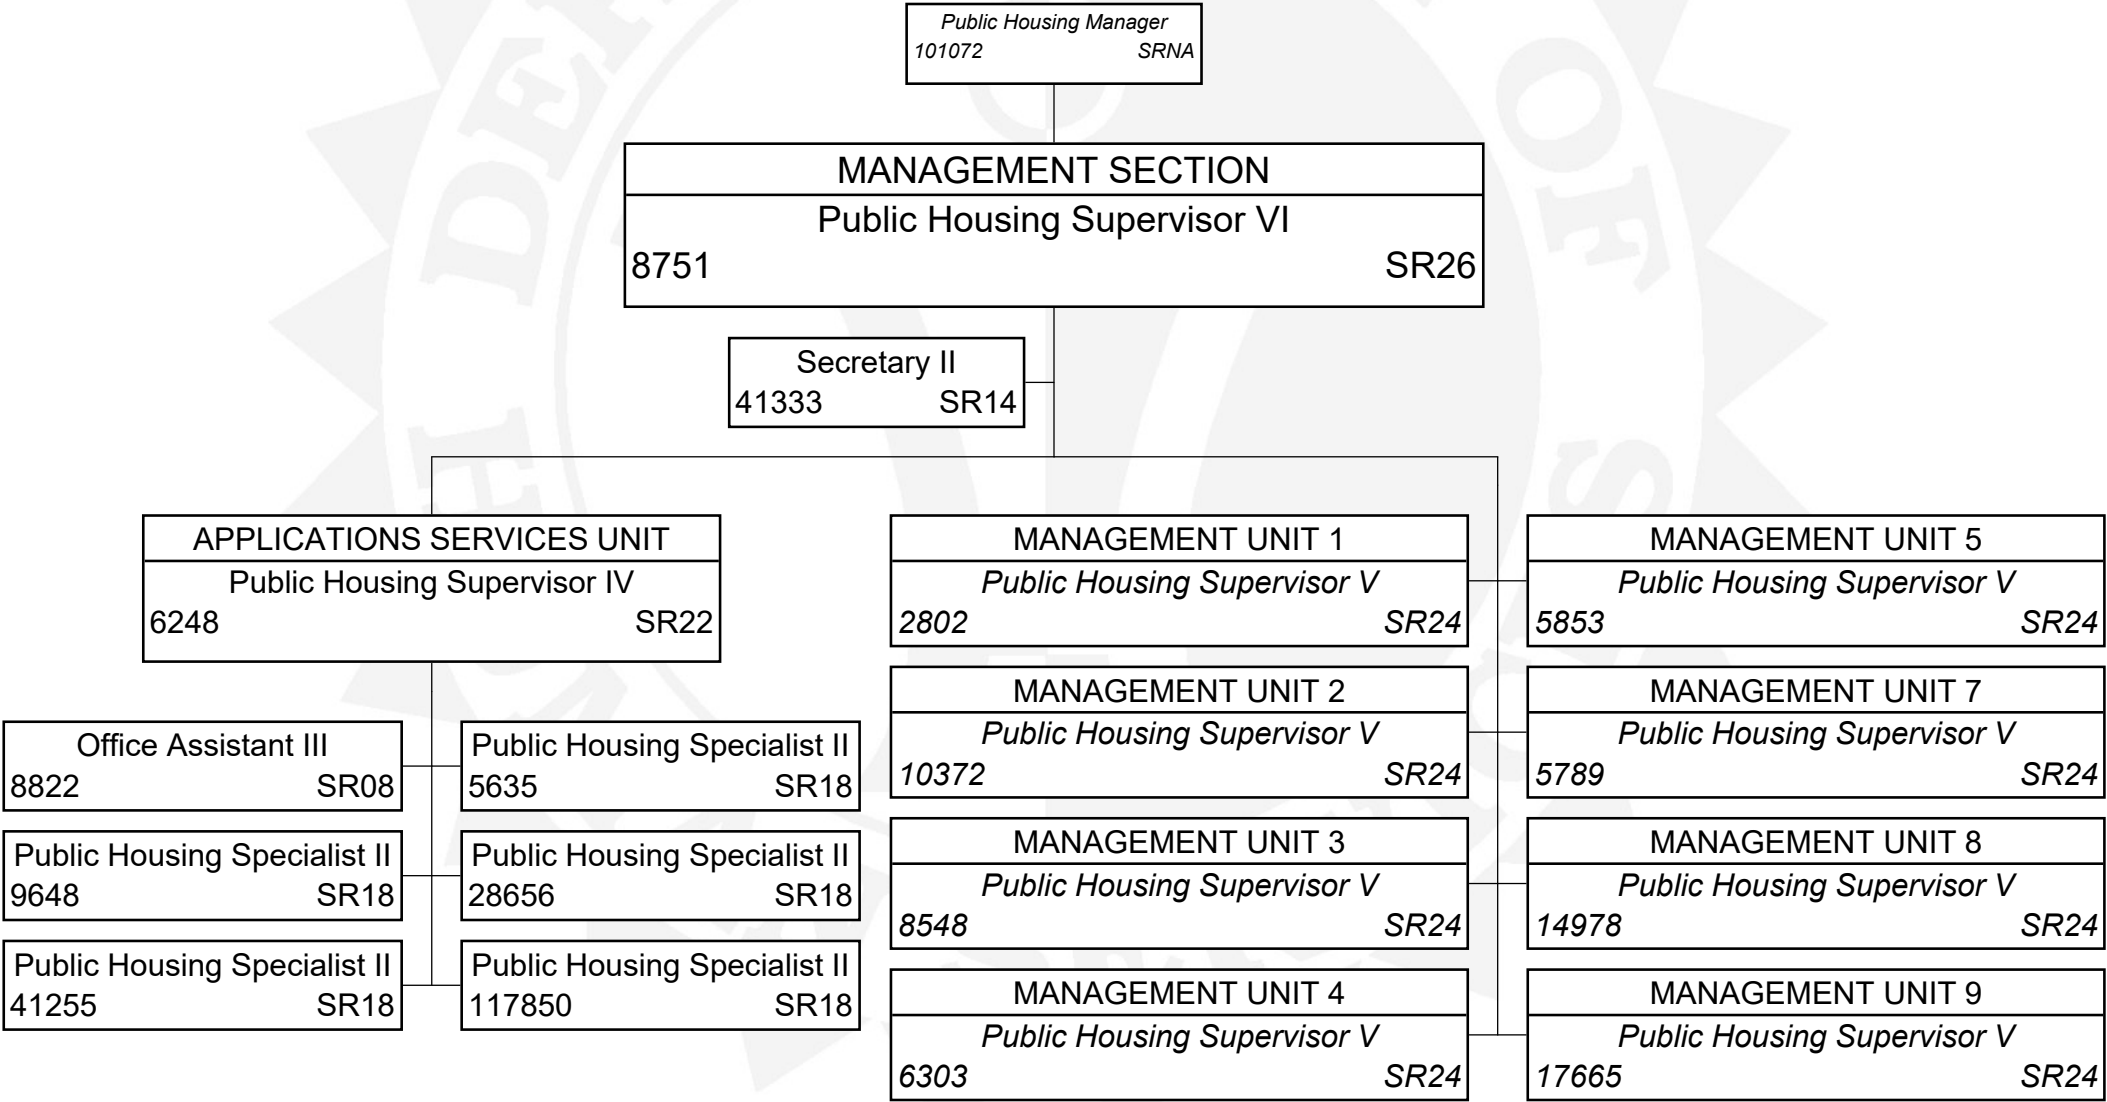 Public Housing Manager
101072 SRNA
MANAGEMENT SECTION
Public Housing Supervisor VI
8751 SR26
Secretary II
41333 SR14
APPLICATIONS SERVICES UNIT
Public Housing Supervisor IV
6248 SR22
Office Assistant III
8822 SR08
Public Housing Specialist II
5635 SR18
Public Housing Specialist II
9648 SR18
Public Housing Specialist II
28656 SR18
Public Housing Specialist II
41255 SR18
Public Housing Specialist II
117850 SR18
MANAGEMENT UNIT 1
Public Housing Supervisor V
2802 SR24
MANAGEMENT UNIT 5
Public Housing Supervisor V
5853 SR24
MANAGEMENT UNIT 2
Public Housing Supervisor V
10372 SR24
MANAGEMENT UNIT 7
Public Housing Supervisor V
5789 SR24
MANAGEMENT UNIT 3
Public Housing Supervisor V
8548 SR24
MANAGEMENT UNIT 8
Public Housing Supervisor V
14978 SR24
MANAGEMENT UNIT 4
Public Housing Supervisor V
6303 SR24
MANAGEMENT UNIT 9
Public Housing Supervisor V
17665 SR24